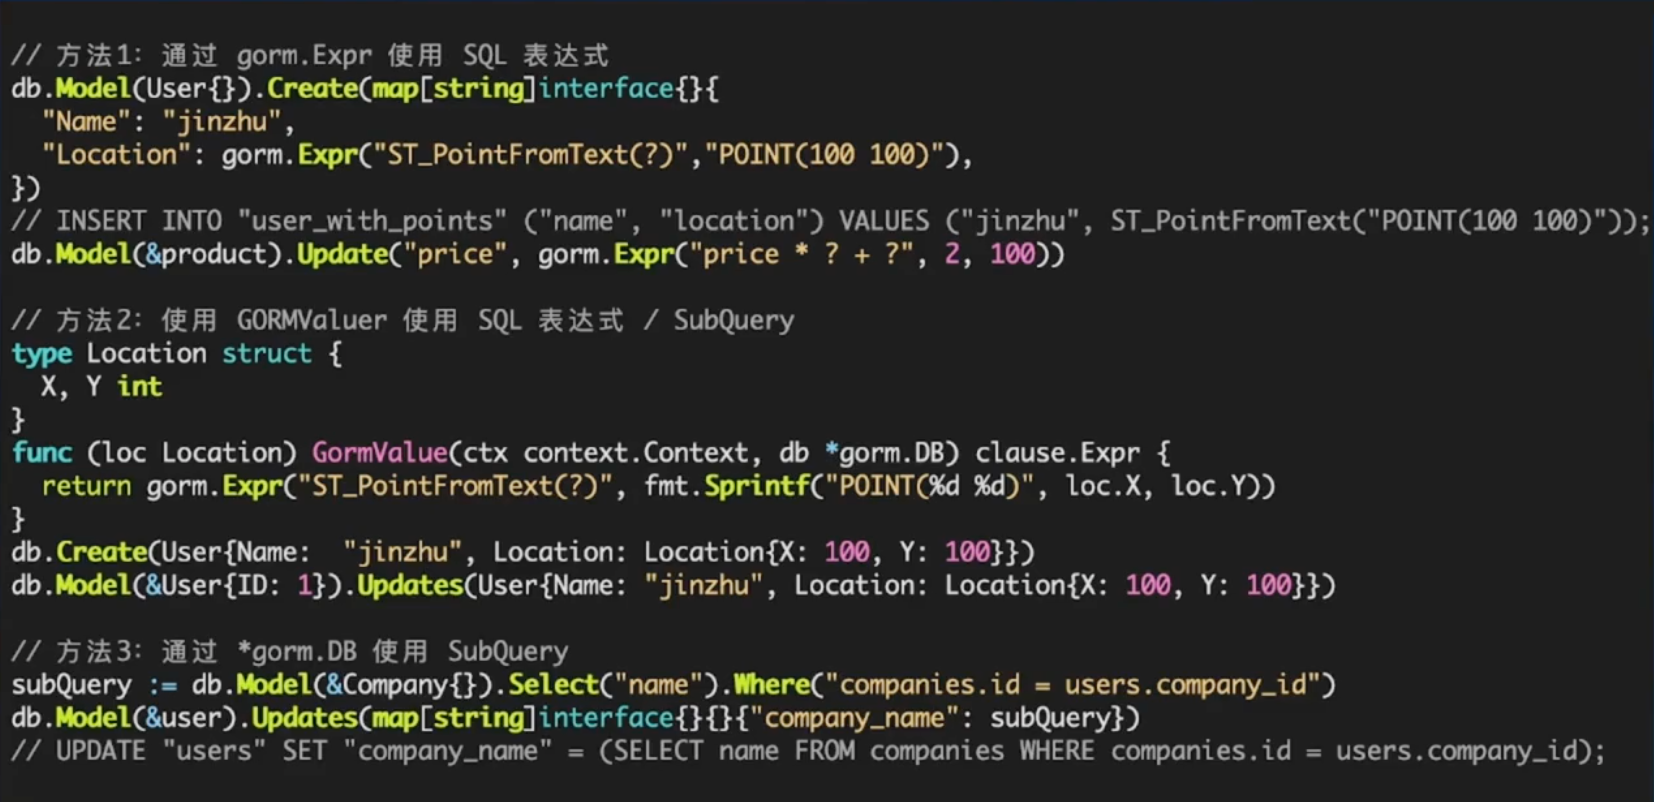 // 方法1: 通过 gorm.Expr 使用 SQL 表达式
db.Model(User{}).Create(map[string]interface{}{
  "Name": "jinzhu",
  "Location": gorm.Expr("ST_PointFromText(?)","POINT(100 100)"),
})
// INSERT INTO "user_with_points" ("name", "location") VALUES ("jinzhu", ST_PointFromText("POINT(100 100)"));
db.Model(&product).Update("price", gorm.Expr("price * ? + ?", 2, 100))

// 方法2: 使用 GORMValuer 使用 SQL 表达式 / SubQuery
type Location struct {
  X, Y int
}
func (loc Location) GormValue(ctx context.Context, db *gorm.DB) clause.Expr {
  return gorm.Expr("ST_PointFromText(?)", fmt.Sprintf("POINT(%d %d)", loc.X, loc.Y))
}
db.Create(User{Name:  "jinzhu", Location: Location{X: 100, Y: 100}})
db.Model(&User{ID: 1}).Updates(User{Name: "jinzhu", Location: Location{X: 100, Y: 100}})

// 方法3: 通过 *gorm.DB 使用 SubQuery
subQuery := db.Model(&Company{}).Select("name").Where("companies.id = users.company_id")
db.Model(&user).Updates(map[string]interface{}{}{"company_name": subQuery})
// UPDATE "users" SET "company_name" = (SELECT name FROM companies WHERE companies.id = users.company_id);